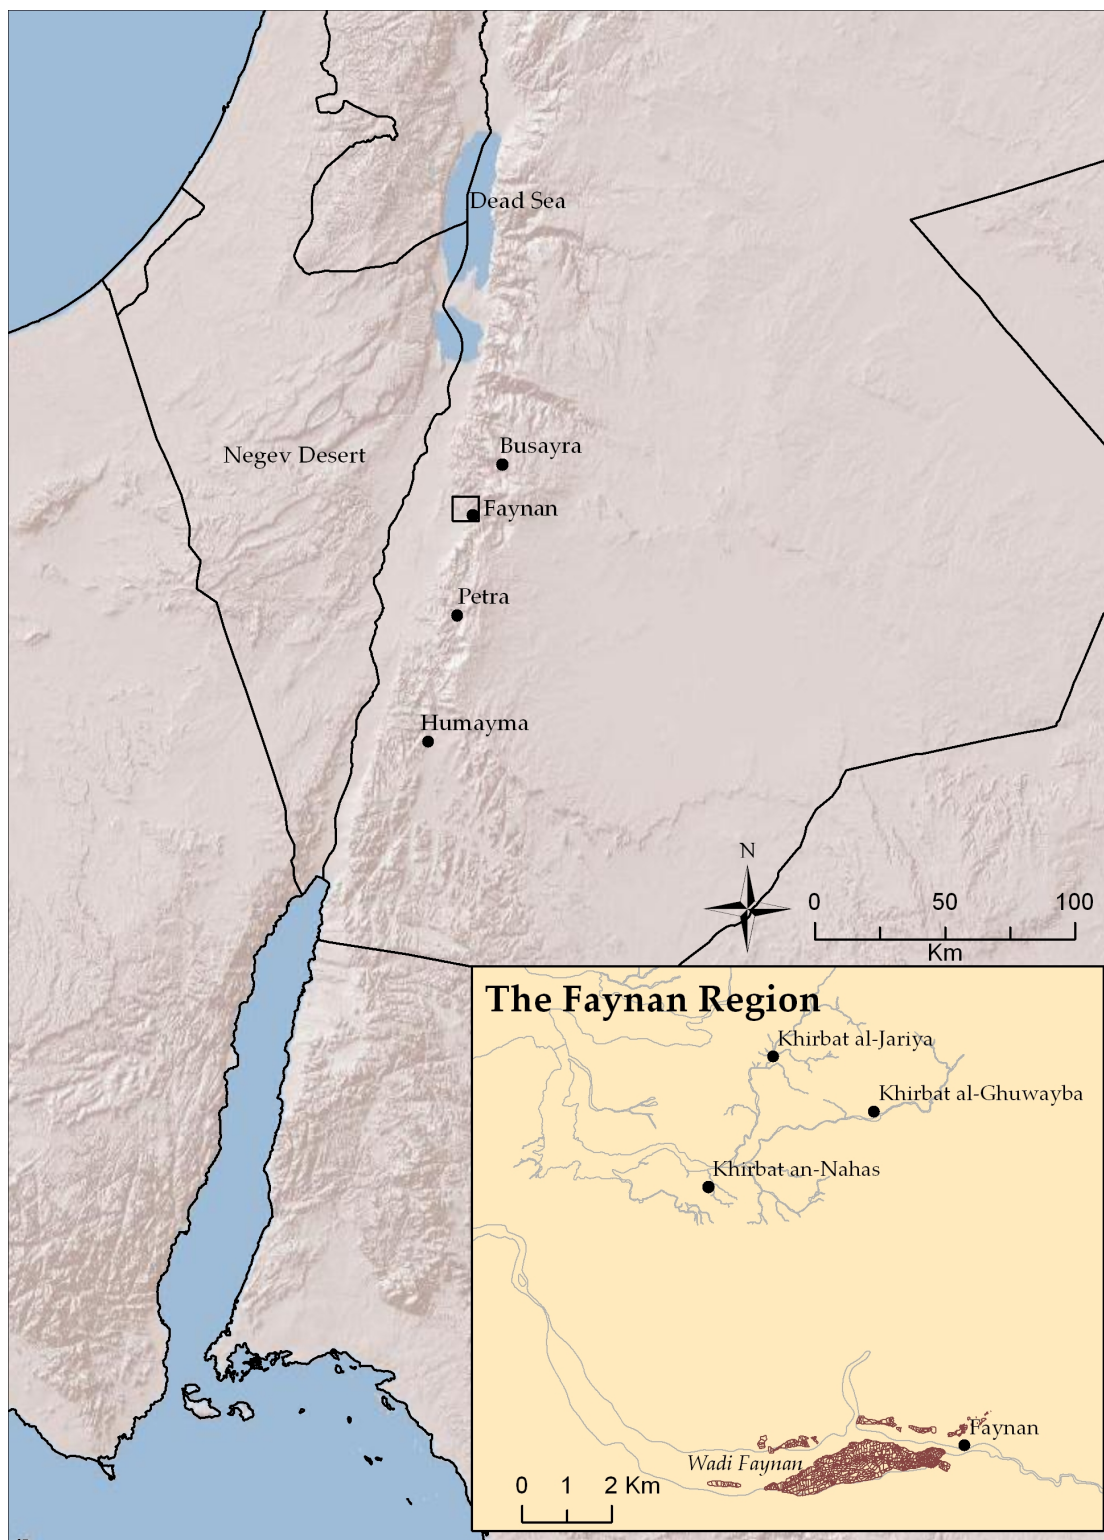 Dead Sea
Busayra
Negev Desert
Faynan
Petra
Humayma
N
0 50 100
Km
The Faynan Region
Khirbat al-Jariya
Khirbat al-Ghuwayba
Khirbat an-Nahas
Faynan
Wadi Faynan
0 1 2 Km